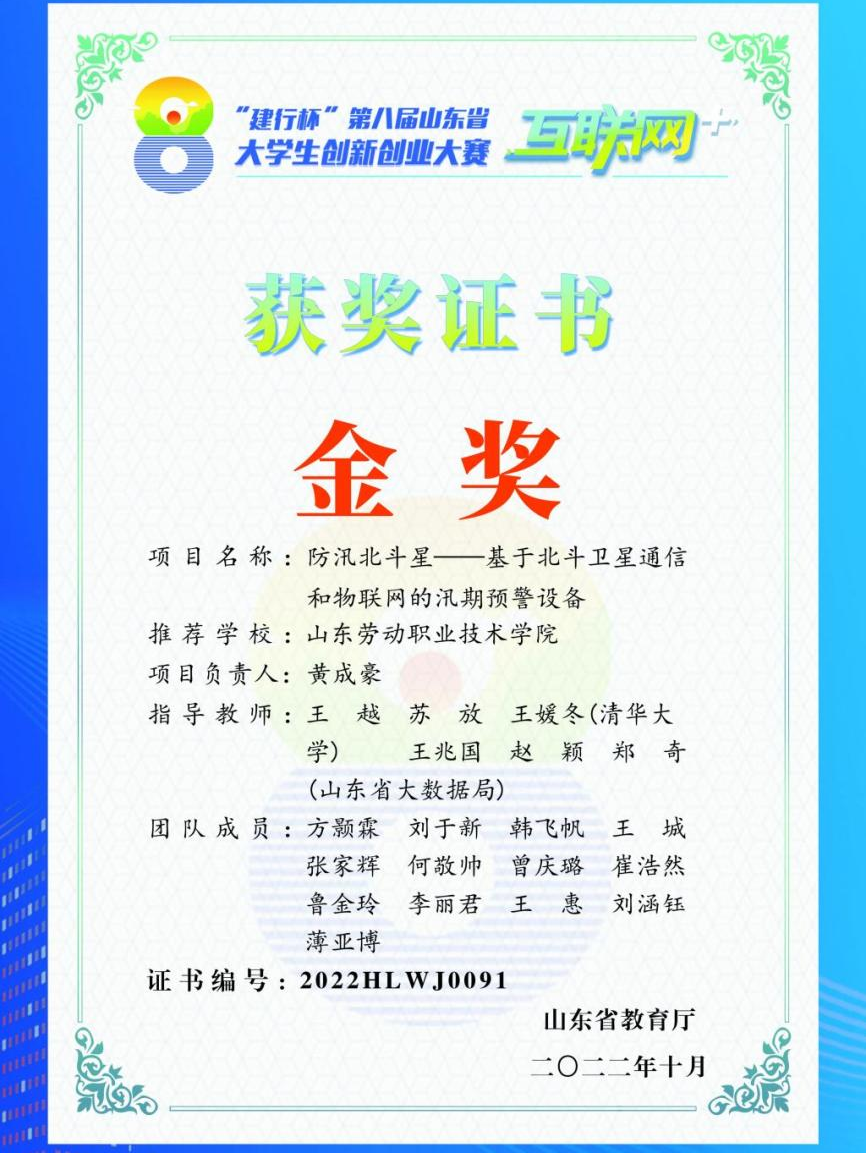 “建行杯”第八届山东省
大学生创新创业大赛
互联网+
获奖证书
金奖
项目名称：防汛北斗星——基于北斗卫星通信
和物联网的汛期预警设备
推荐学校：山东劳动职业技术学院
项目负责人：黄成豪
指导教师：王 越 苏 放 王媛冬(清华大
学) 王兆国 赵 颖 郑 奇
(山东省大数据局)
团队成员：方颢霖 刘于新 韩飞帆 王 城
张家辉 何敬帅 曾庆璐 崔浩然
鲁金玲 李丽君 王 惠 刘涵钰
薄亚博
证书编号：2022HLWJ0091
山东省教育厅
二〇二二年十月